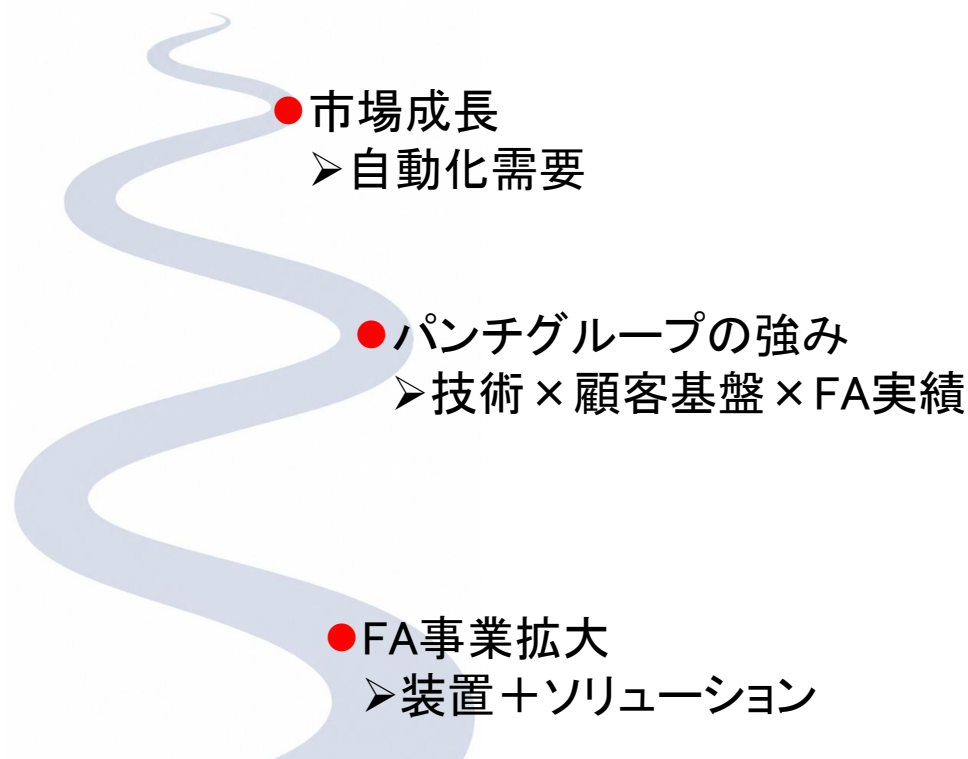 ●市場成長
➢自動化需要
●パンチグループの強み
➢技術×顧客基盤×FA実績
●FA事業拡大
➢装置＋ソリューション